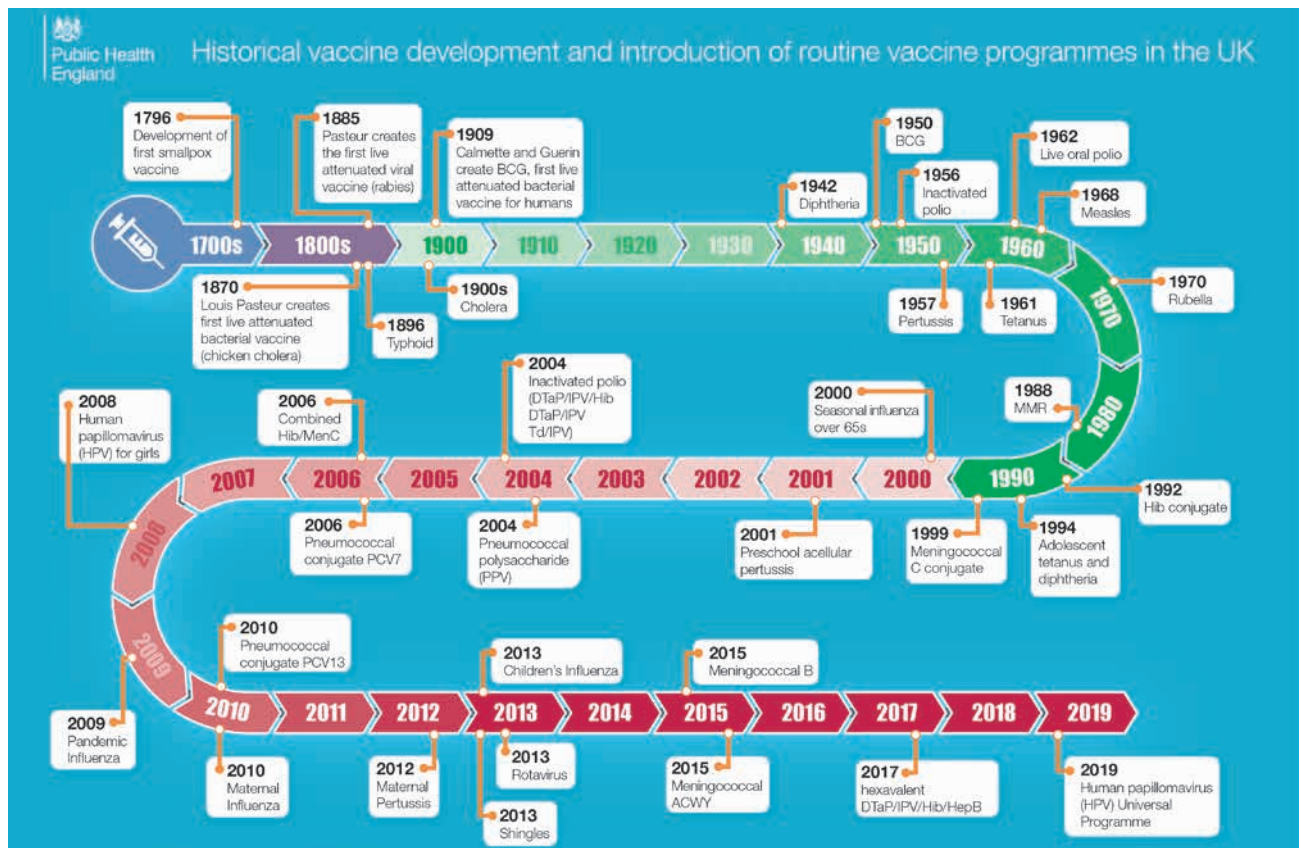 Public Health
England
Historical vaccine development and introduction of routine vaccine programmes in the UK
1796
Development of
first smallpox
vaccine
1885
Pasteur creates
the first live
attenuated viral
vaccine (rabies)
1909
Calmette and Guerin
create BCG, first live
attenuated bacterial
vaccine for humans
1942
Diphtheria
1950
BCG
1956
Inactivated
polio
1962
Live oral polio
1968
Measles
1700s
1800s
1900
1910
1920
1930
1940
1950
1960
1970
1980
1990
1870
Louis Pasteur creates
first live attenuated
bacterial vaccine
(chicken cholera)
1896
Typhoid
1900s
Cholera
1957
Pertussis
1961
Tetanus
1970
Rubella
1988
MMR
1992
Hib conjugate
2008
Human
papillomavirus
(HPV) for girls
2006
Combined
Hib/MenC
2004
Inactivated polio
(DTaP/IPV/Hib
DTaP/IPV
Td/IPV)
2000
Seasonal influenza
over 65s
2007
2006
2005
2004
2003
2002
2001
2000
2006
Pneumococcal
conjugate PCV7
2004
Pneumococcal
polysaccharide
(PPV)
2001
Preschool acellular
pertussis
1999
Meningococcal
C conjugate
1994
Adolescent
tetanus and
diphtheria
2008
2009
2010
Pneumococcal
conjugate PCV13
2013
Children's Influenza
2015
Meningococcal B
2010
2011
2012
2013
2014
2015
2016
2017
2018
2019
2009
Pandemic
Influenza
2010
Maternal
Influenza
2012
Maternal
Pertussis
2013
Rotavirus
2013
Shingles
2015
Meningococcal
ACWY
2017
hexavalent
DTaP/IPV/Hib/HepB
2019
Human papillomavirus
(HPV) Universal
Programme